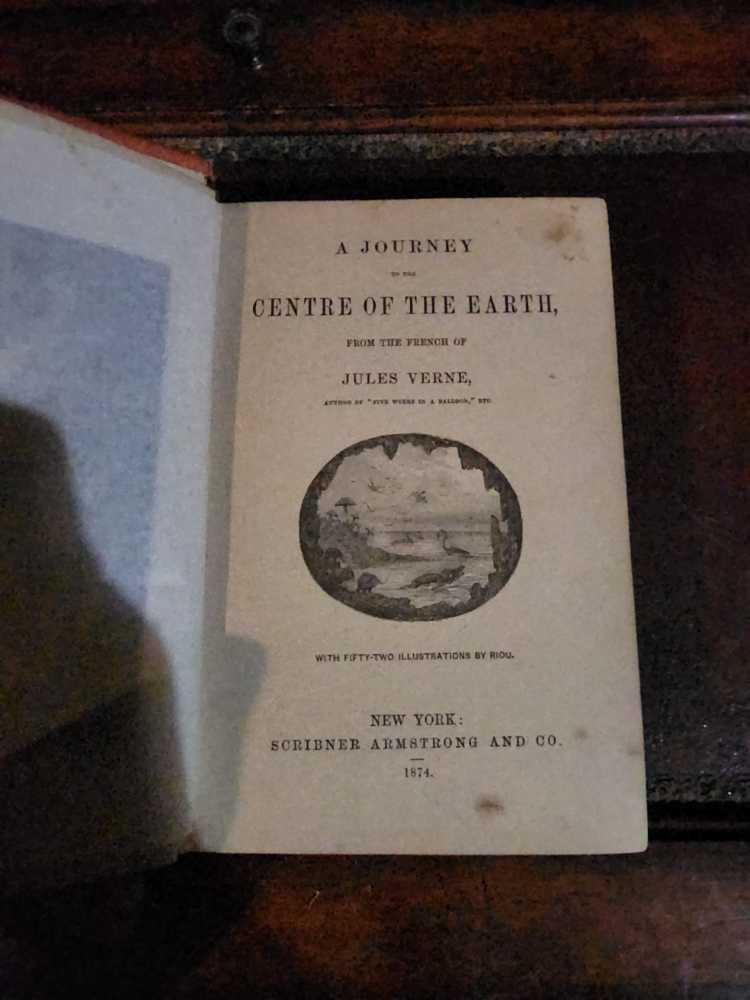 A JOURNEY
TO THE
CENTRE OF THE EARTH,
FROM THE FRENCH OF
JULES VERNE,
AUTHOR OF "FIVE WEEKS IN A BALLOON," ETC.
WITH FIFTY-TWO ILLUSTRATIONS BY RIOU.
NEW YORK:
SCRIBNER ARMSTRONG AND CO.
1874.